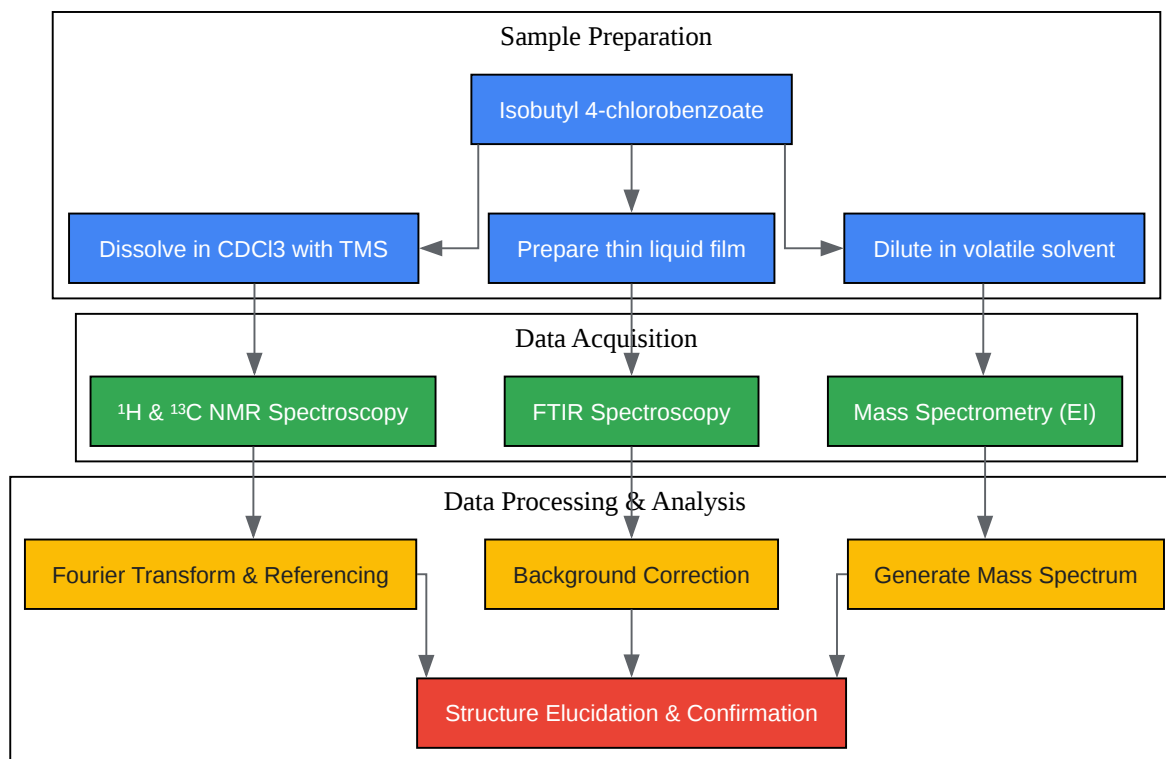 Sample Preparation
Isobutyl 4-chlorobenzoate
Dissolve in CDCl3 with TMS
Prepare thin liquid film
Dilute in volatile solvent
Data Acquisition
¹H & ¹³C NMR Spectroscopy
FTIR Spectroscopy
Mass Spectrometry (EI)
Data Processing & Analysis
Fourier Transform & Referencing
Background Correction
Generate Mass Spectrum
Structure Elucidation & Confirmation